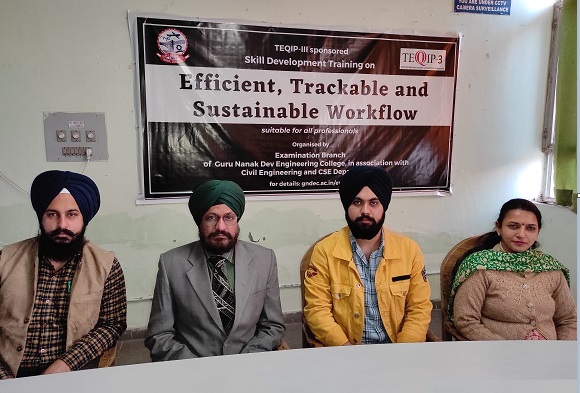 YOU ARE UNDER CCTV
CAMERA SURVEILLANCE
TEQIP-III sponsored
TEQIP-3
Skill Development Training on
Efficient, Trackable and
Sustainable Workflow
suitable for all professionals
Organised by
Examination Branch
of Guru Nanak Dev Engineering College, in association with
Civil Engineering and CSE
for details: gndec.ac.in/